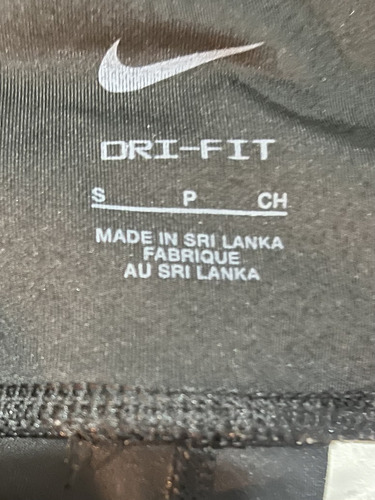 DRI-FIT
S P CH
MADE IN SRI LANKA
FABRIQUE
AU SRI LANKA